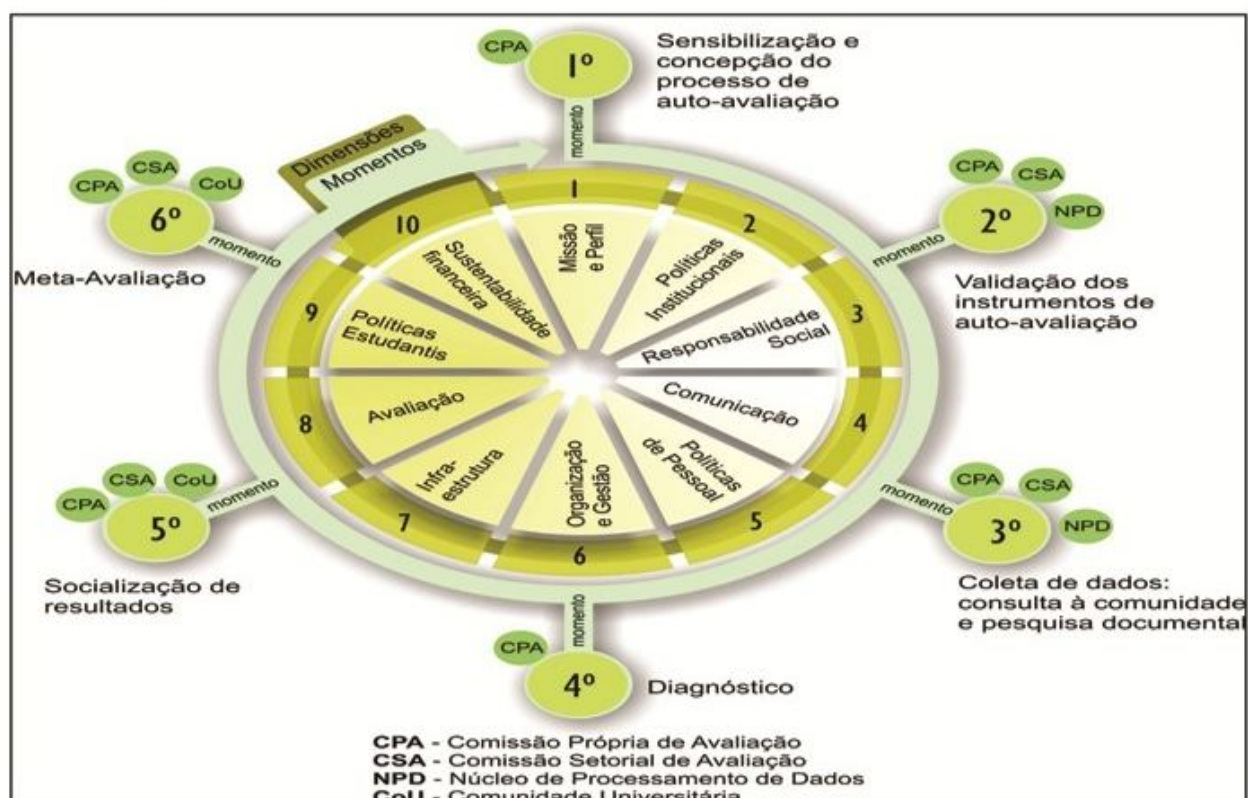 CPA
1º
momento
Sensibilização e
concepção do
processo de
auto-avaliação
Dimensões
Momentos
CPA
CSA
NPD
2º
momento
Validação dos
instrumentos de
auto-avaliação
CPA
CSA
NPD
3º
momento
Coleta de dados:
consulta à comunidade
e pesquisa documental
CPA
4º
momento
Diagnóstico
CPA
CSA
CoU
5º
momento
Socialização de
resultados
CPA
CSA
CoU
6º
momento
Meta-Avaliação
1
Missão
e Perfil
2
Políticas
Institucionais
3
Responsabilidade
Social
4
Comunicação
5
Políticas
de Pessoal
6
Organização
e Gestão
7
Infra-
estrutura
8
Avaliação
9
Políticas
Estudantis
10
Sustentabilidade
financeira
CPA - Comissão Própria de Avaliação
CSA - Comissão Setorial de Avaliação
NPD - Núcleo de Processamento de Dados
CoU - Comunidade Universitária